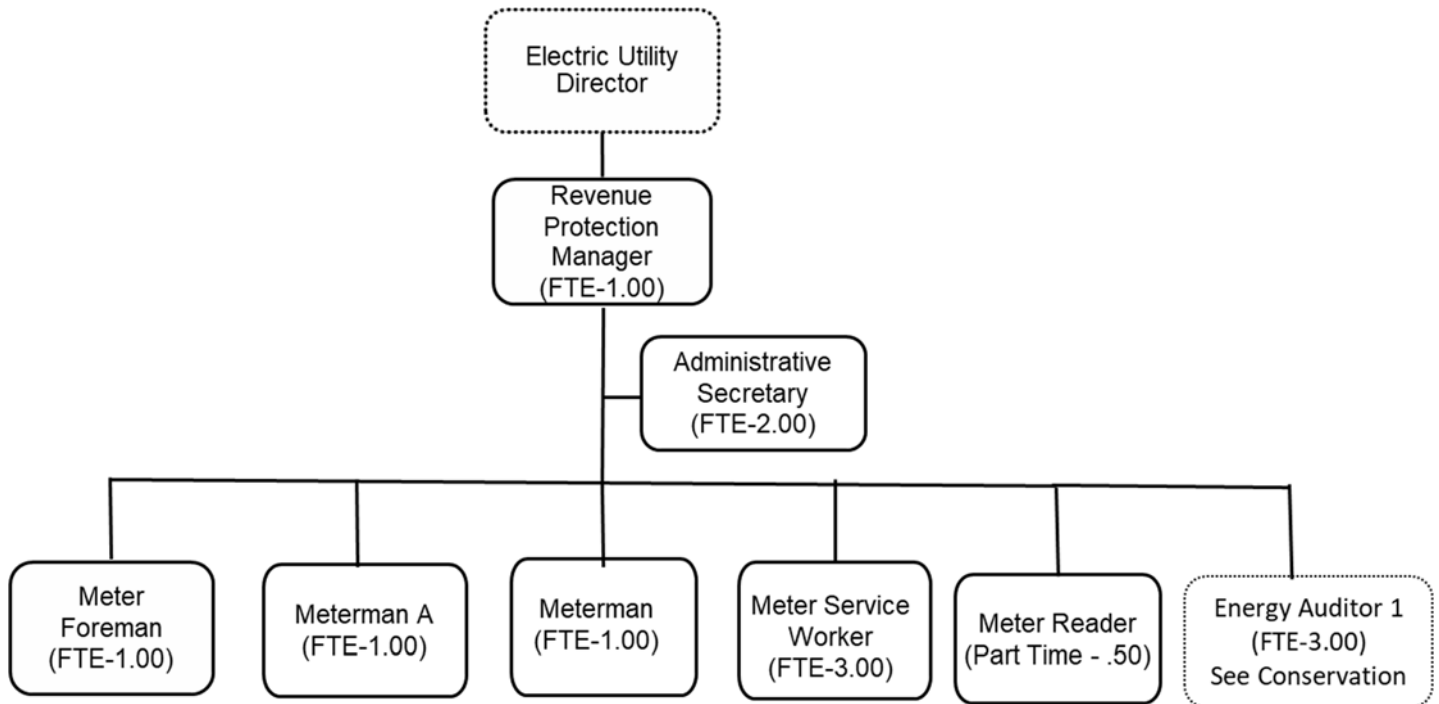 Electric Utility
Director
Revenue
Protection
Manager
(FTE-1.00)
Administrative
Secretary
(FTE-2.00)
Meter
Foreman
(FTE-1.00)
Meterman A
(FTE-1.00)
Meterman
(FTE-1.00)
Meter Service
Worker
(FTE-3.00)
Meter Reader
(Part Time - .50)
Energy Auditor 1
(FTE-3.00)
See Conservation